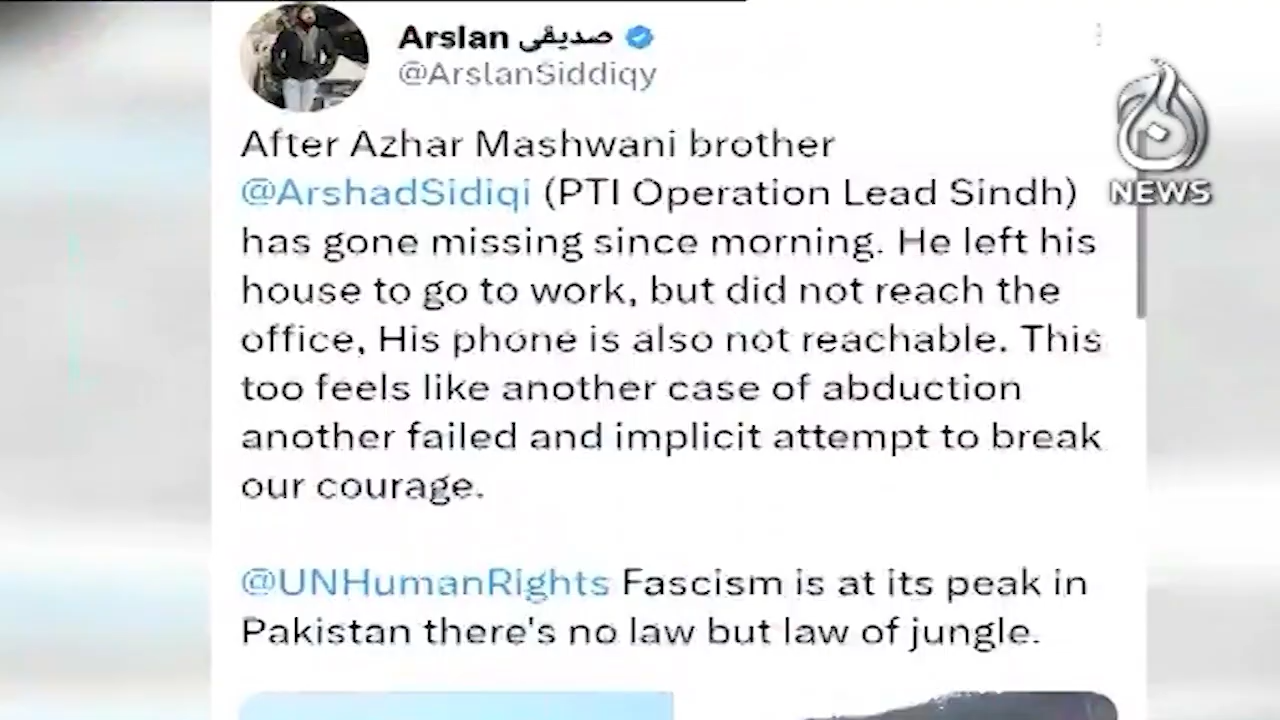 Arslan صدیقی
@ArslanSiddiqy
After Azhar Mashwani brother
@ArshadSidiqi (PTI Operation Lead Sindh)
has gone missing since morning. He left his
house to go to work, but did not reach the
office, His phone is also not reachable. This
too feels like another case of abduction
another failed and implicit attempt to break
our courage.
@UNHumanRights Fascism is at its peak in
Pakistan there's no law but law of jungle.
آج
NEWS